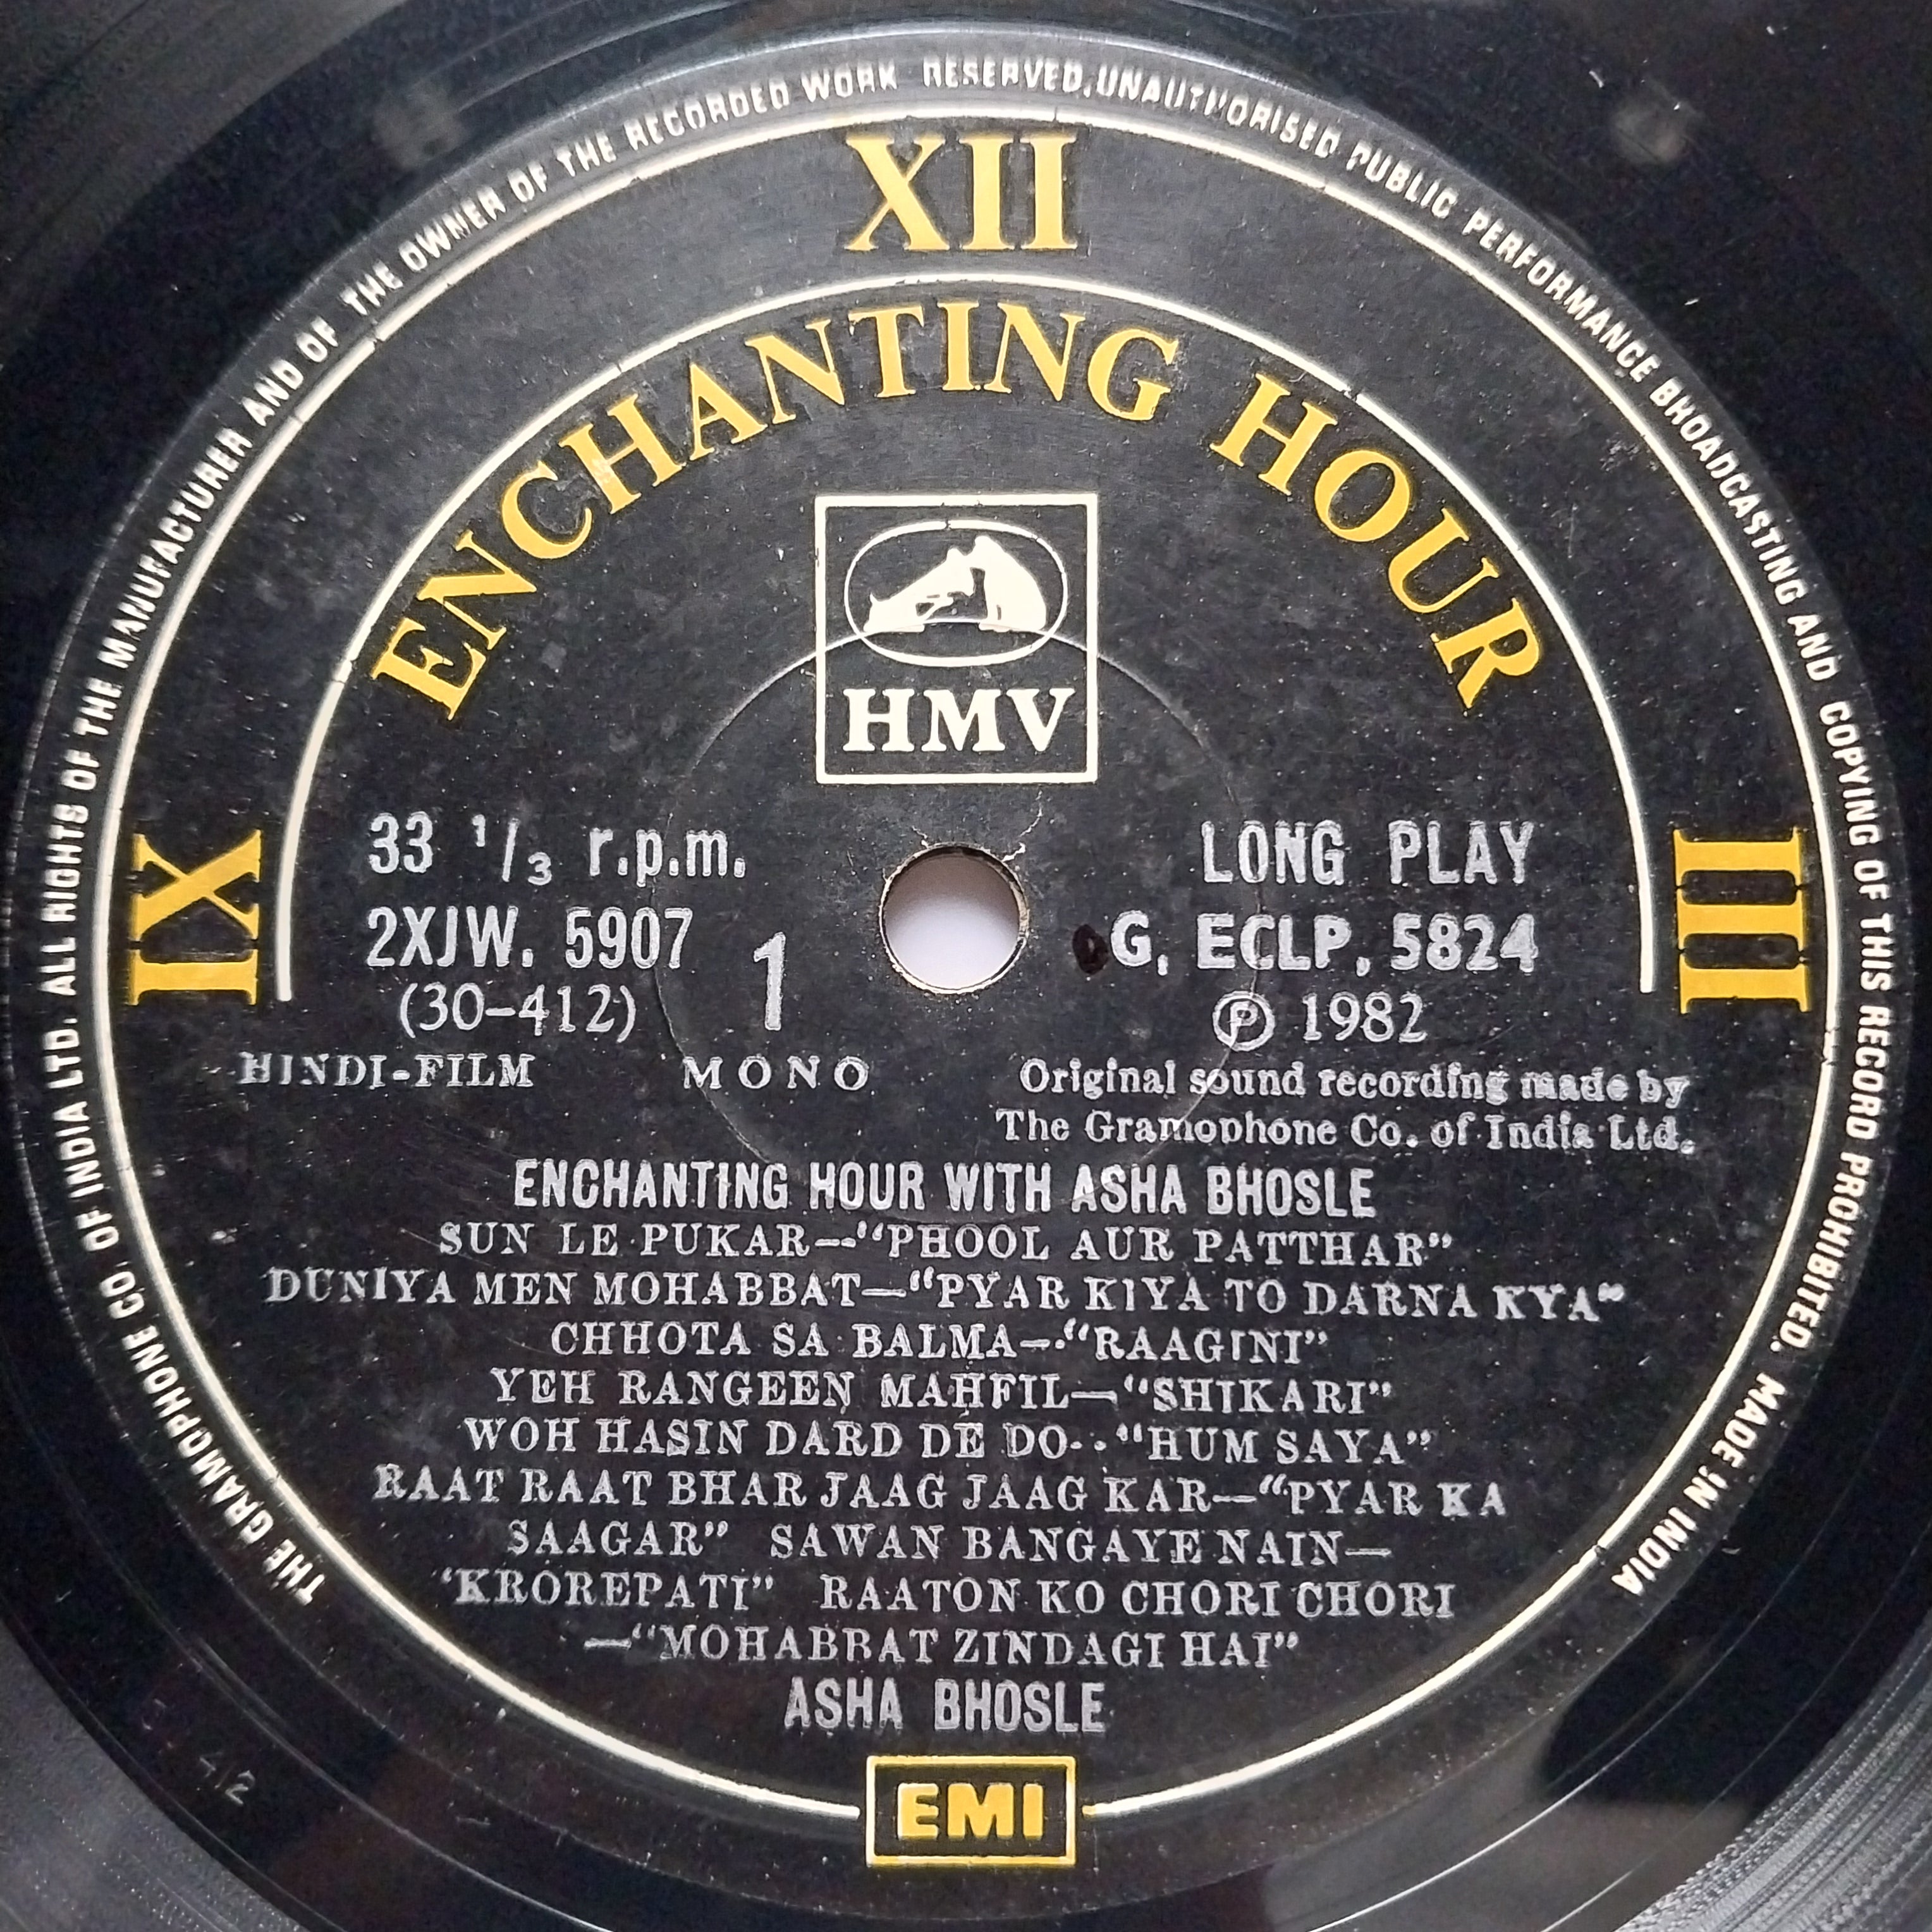 THE GRAMOPHONE CO. OF INDIA LTD. ALL RIGHTS OF THE MANUFACTURER AND OF THE OWNER OF THE RECORDED WORK RESERVED, UNAUTHORISED PUBLIC PERFORMANCE BROADCASTING AND COPYING OF THIS RECORD PROHIBITED. MADE IN INDIA
XII
ENCHANTING HOUR
HMV
IX
III
33 1/3 r.p.m.
LONG PLAY
2XJW. 5907
1
G. ECLP. 5824
(30-412)
℗ 1982
HINDI-FILM MONO
Original sound recording made by
The Gramophone Co. of India Ltd.
ENCHANTING HOUR WITH ASHA BHOSLE
SUN LE PUKAR—"PHOOL AUR PATTHAR"
DUNIYA MEN MOHABBAT—"PYAR KIYA TO DARNA KYA"
CHHOTA SA BALMA—"RAAGINI"
YEH RANGEEN MAHFIL—"SHIKARI"
WOH HASIN DARD DE DO--"HUM SAYA"
RAAT RAAT BHAR JAAG JAAG KAR—"PYAR KA
SAAGAR" SAWAN BANGAYE NAIN—
'KROREPATI" RAATON KO CHORI CHORI
—"MOHABBAT ZINDAGI HAI"
ASHA BHOSLE
EMI
412